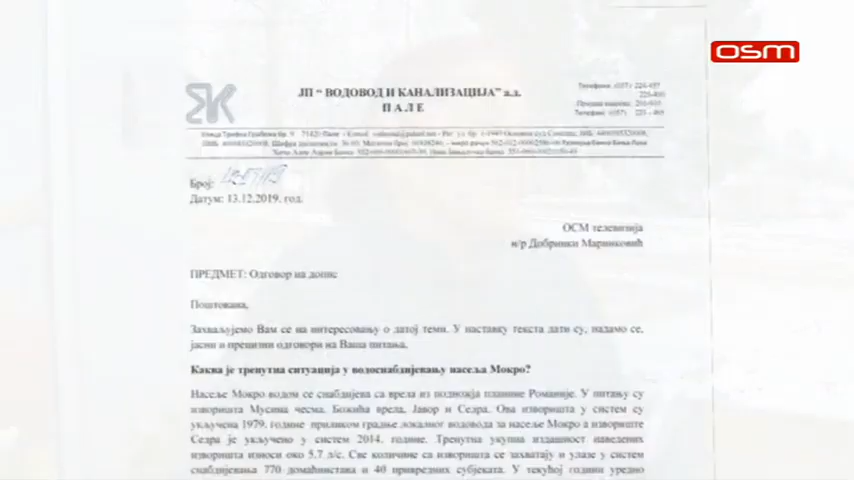 osm
ЈП “ ВОДОВОД И КАНАЛИЗАЦИЈА” а.д.
П А Л Е
Број:
Датум: 13.12.2019. год.
ОСМ телевизија
н/р Добринки Маринковић
ПРЕДМЕТ: Одговор на допис
Поштована,
Захваљујемо Вам се на интересовању о датој теми. У наставку текста дати су, надамо се,
јасни и прецизни одговори на Ваша питања.
Каква је тренутна ситуација у водоснабдијевању насеља Мокро?
Насеље Мокро водом се снабдијева са врела из подножја планине Романије. У питању су
изворишта Мусина чесма, Божића врела, Јавор и Седра. Ова изворишта у систем су
укључена 1979. године приликом градње локалног водовода за насеље Мокро а извориште
Седра је укључено у систем 2014. године. Тренутна укупна издашност наведених
изворишта износи око 5.7 л/с. Све количине са изворишта се захватају и улазе у систем
снабдијевања 770 домаћинстава и 40 привредних субјеката. У текућој години уредно